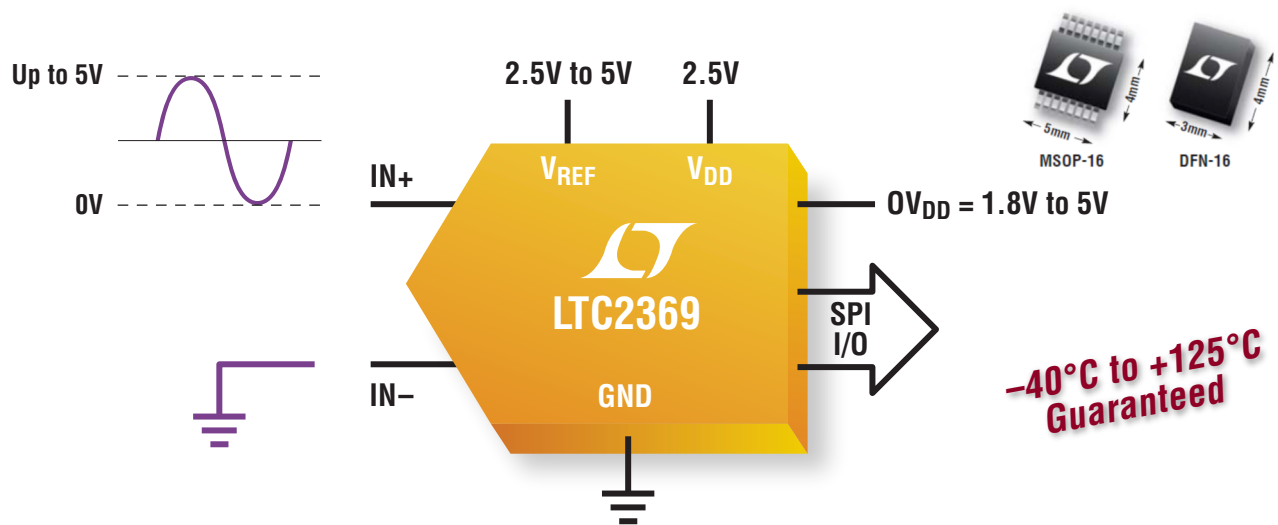 Up to 5V
0V
2.5V to 5V
2.5V
IN+
VREF
VDD
OVDD = 1.8V to 5V
LTC2369
SPI
I/O
IN–
GND
4mm
5mm
MSOP-16
4mm
3mm
DFN-16
–40°C to +125°C
Guaranteed